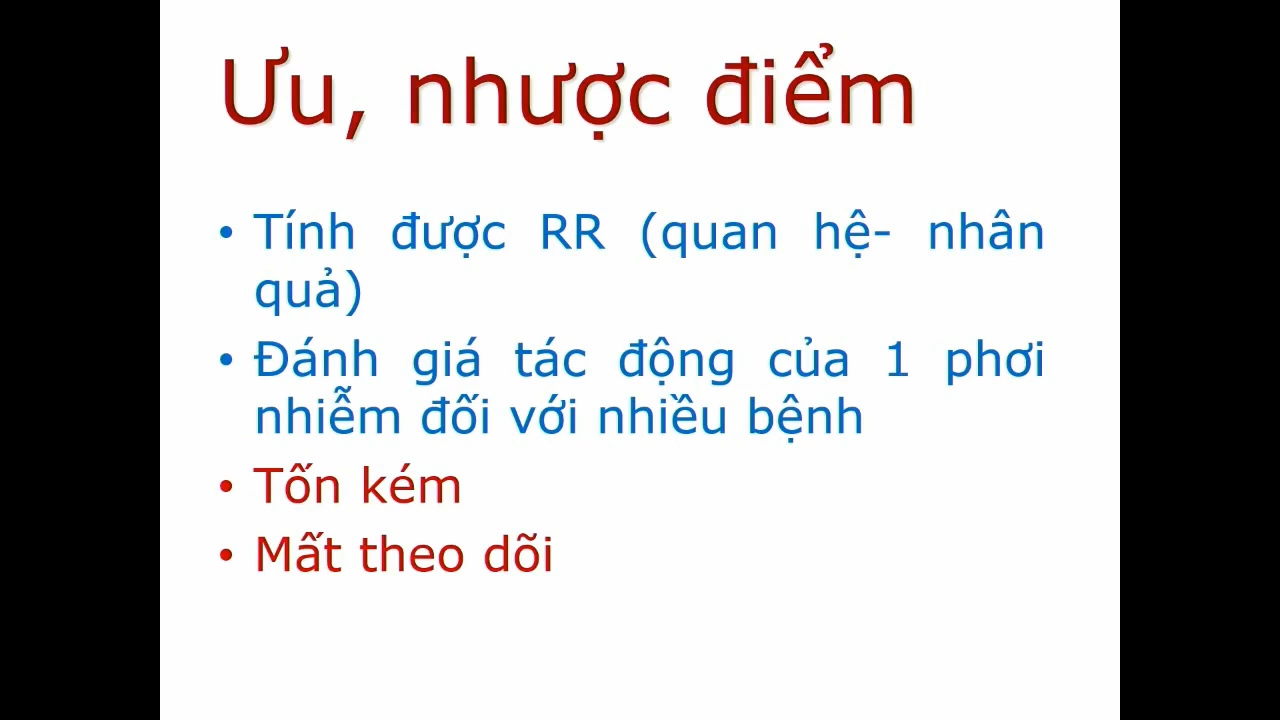 Ưu, nhược điểm
• Tính được RR (quan hệ- nhân
quả)
• Đánh giá tác động của 1 phơi
nhiễm đối với nhiều bệnh
• Tốn kém
• Mất theo dõi